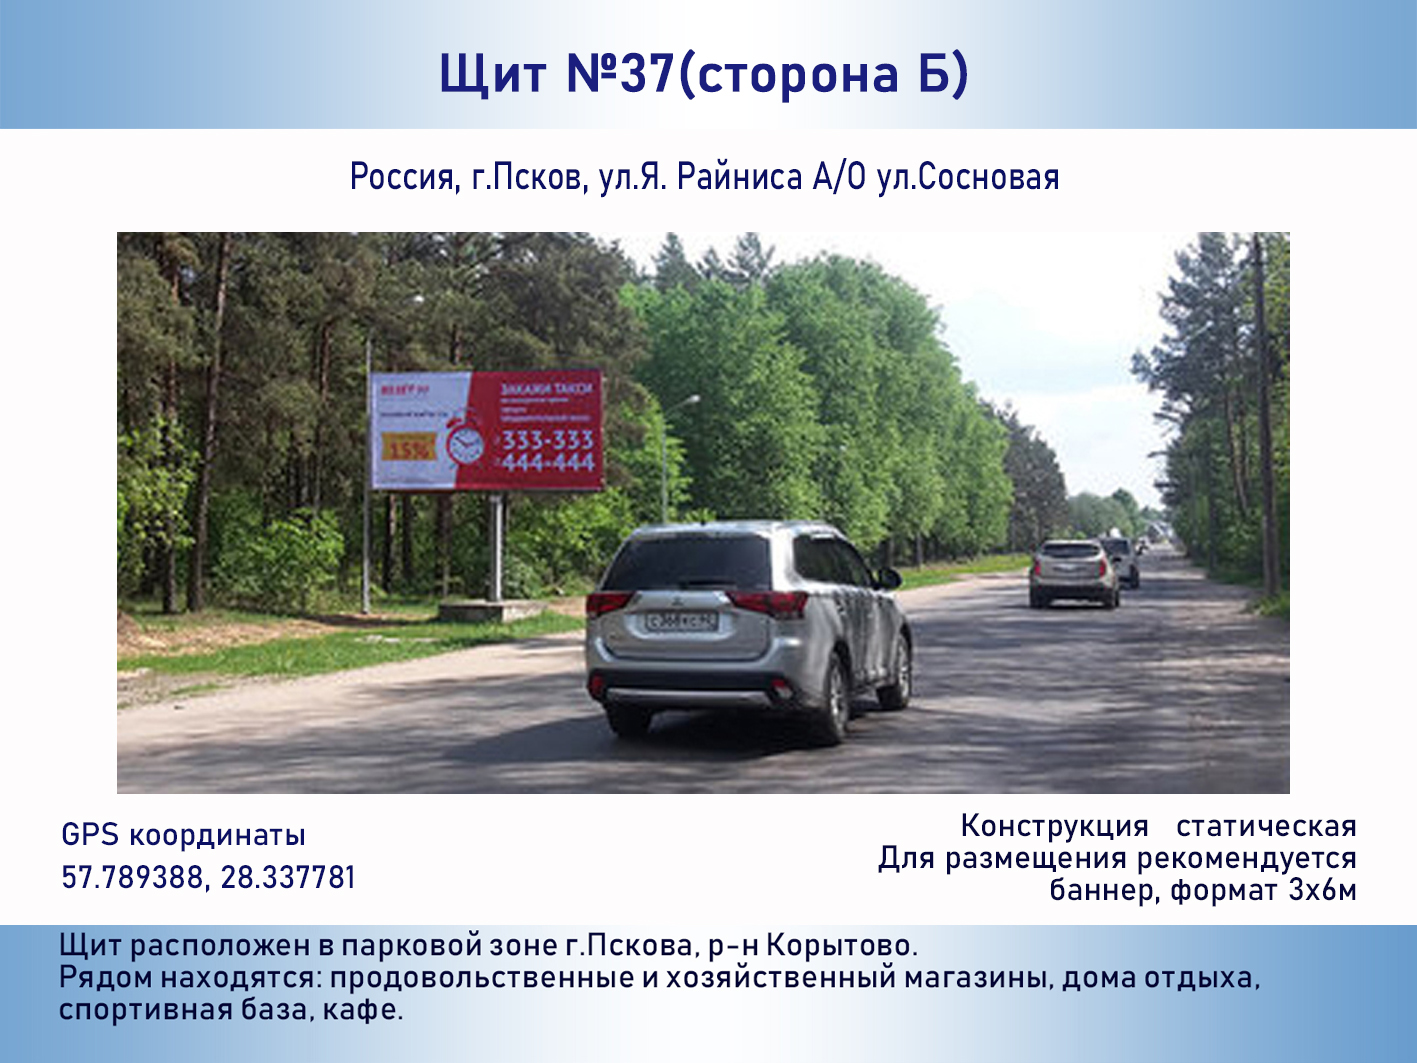 Щит №37(сторона Б)
Россия, г.Псков, ул.Я. Райниса А/О ул.Сосновая
ЗАКАЖИ ТАКСИ
333-333
444-444
15%
GPS координаты
57.789388, 28.337781
Конструкция статическая
Для размещения рекомендуется
баннер, формат 3х6м
Щит расположен в парковой зоне г.Пскова, р-н Корытово.
Рядом находятся: продовольственные и хозяйственный магазины, дома отдыха,
спортивная база, кафе.